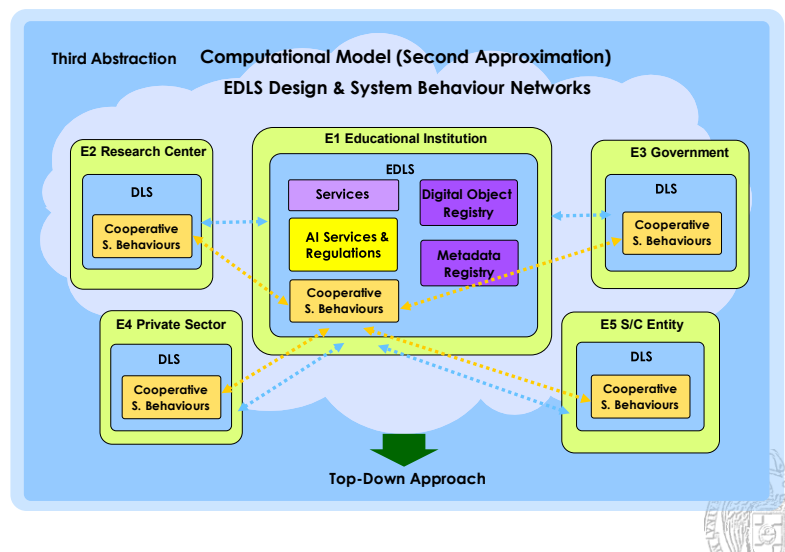 Third Abstraction
Computational Model (Second Approximation)
EDLS Design & System Behaviour Networks
E2 Research Center
DLS
Cooperative
S. Behaviours
E1 Educational Institution
EDLS
Services
Digital Object
Registry
AI Services &
Regulations
Metadata
Registry
Cooperative
S. Behaviours
E3 Government
DLS
Cooperative
S. Behaviours
E4 Private Sector
DLS
Cooperative
S. Behaviours
E5 S/C Entity
DLS
Cooperative
S. Behaviours
Top-Down Approach